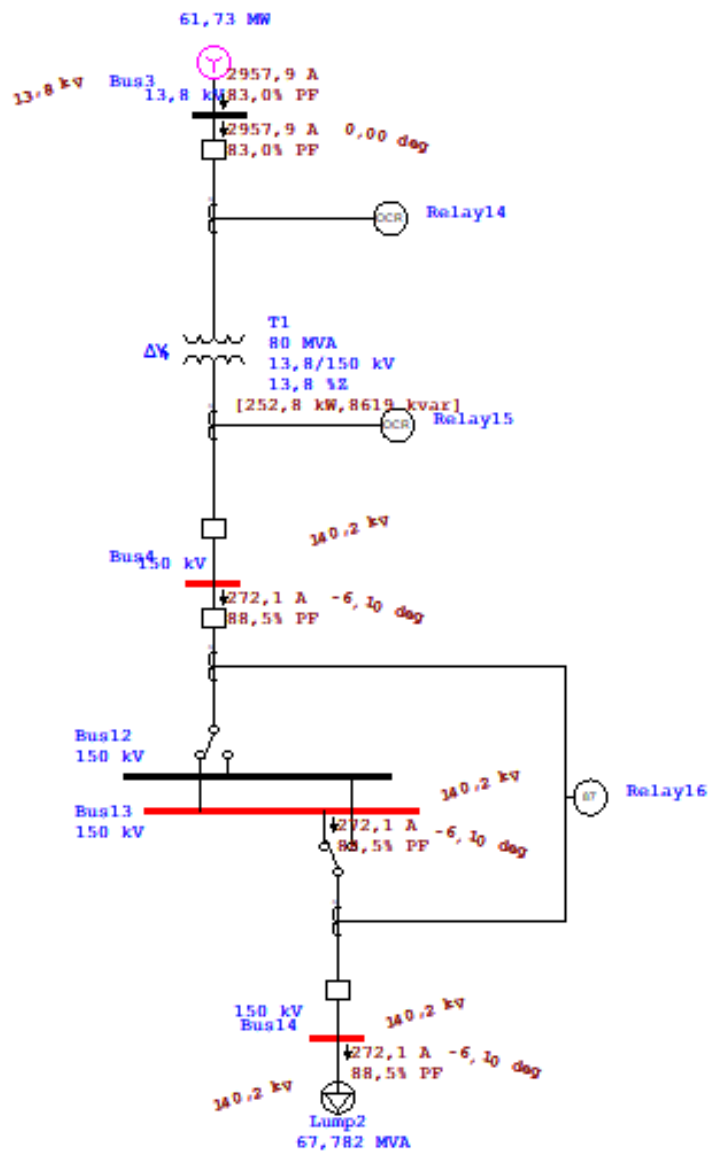 61,73 MW
2957,9 A
13,8 kv
Bus3
13,8 kV
83,0% PF
2957,9 A
0,00 deg
83,0% PF
OCR
Relay14
T1
80 MVA
13,8/150 kV
13,8 %Z
[252,8 kW,8619 kvar]
OCR
Relay15
140,2 kv
Bus4
150 kV
272,1 A
-6,10 deg
88,5% PF
Bus12
150 kV
140,2 kv
87
Relay16
Bus13
150 kV
272,1 A
-6,10 deg
88,5% PF
150 kV
Bus14
140,2 kv
272,1 A
-6,10 deg
88,5% PF
140,2 kv
Lump2
67,782 MVA